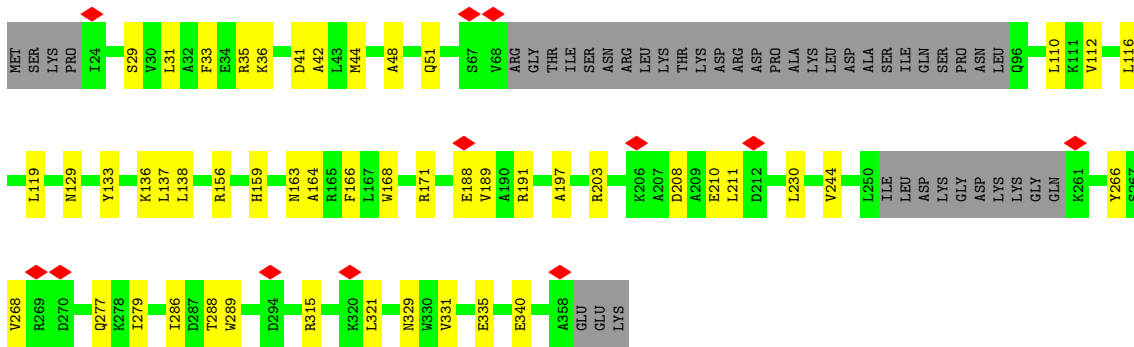 MET SER LYS PRO I24 S29 V30 L31 A32 F33 E34 R35 K36 D41 A42 L43 M44 A48 Q51 S67 V68 ARG GLY THR ILE SER ASN ARG LEU LYS THR LYS ASP ARG ASP PRO ALA LYS LEU ASP ALA SER ILE GLN SER PRO ASN LEU Q96 L110 K111 V112 L116
L119 N129 Y133 K136 L137 L138 R156 H159 N163 A164 R165 F166 L167 W168 R171 E188 V189 A190 R191 A197 R203 K206 A207 D208 A209 E210 L211 D212 L230 V244 L250 ILE LEU ASP LYS GLY ASP LYS LYS GLY GLN K261 Y266 S267
V268 R269 D270 Q277 K278 I279 I286 D287 T288 W289 D294 R315 K320 L321 N329 W330 V331 E335 E340 A358 GLU GLU LYS